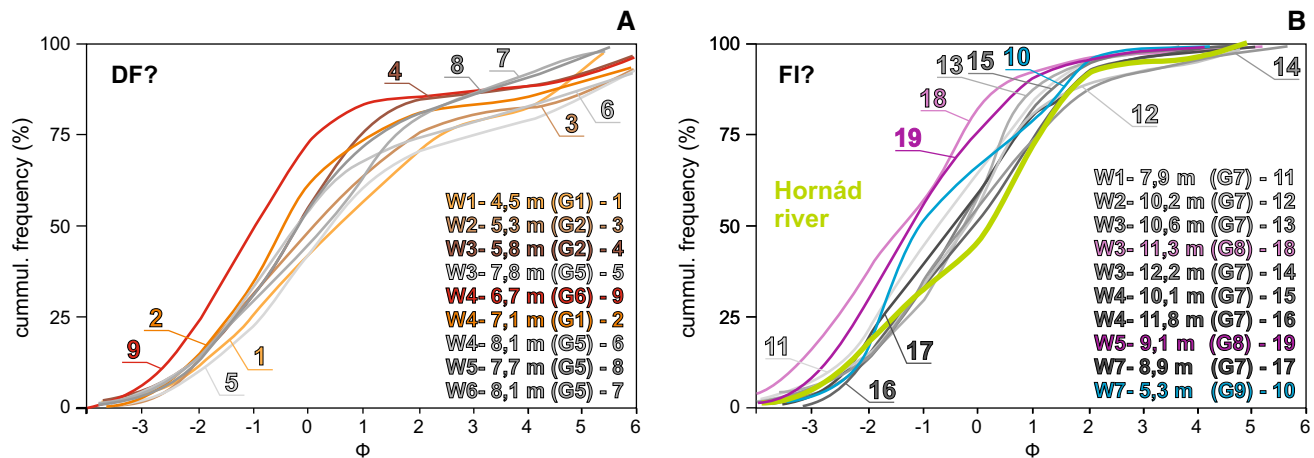 A
DF?
cummul. frequency (%)
100
75
50
25
0
4
8
7
6
3
2
9
5
1
W1- 4,5 m (G1) - 1
W2- 5,3 m (G2) - 3
W3- 5,8 m (G2) - 4
W3- 7,8 m (G5) - 5
W4- 6,7 m (G6) - 9
W4- 7,1 m (G1) - 2
W4- 8,1 m (G5) - 6
W5- 7,7 m (G5) - 8
W6- 8,1 m (G5) - 7
-3 -2 -1 0 1 2 3 4 5 6
Φ
B
FI?
cummul. frequency (%)
100
75
50
25
0
13
15
10
14
18
12
19
Hornád
river
11
17
16
W1- 7,9 m (G7) - 11
W2- 10,2 m (G7) - 12
W3- 10,6 m (G7) - 13
W3- 11,3 m (G8) - 18
W3- 12,2 m (G7) - 14
W4- 10,1 m (G7) - 15
W4- 11,8 m (G7) - 16
W5- 9,1 m (G8) - 19
W7- 8,9 m (G7) - 17
W7- 5,3 m (G9) - 10
-3 -2 -1 0 1 2 3 4 5 6
Φ